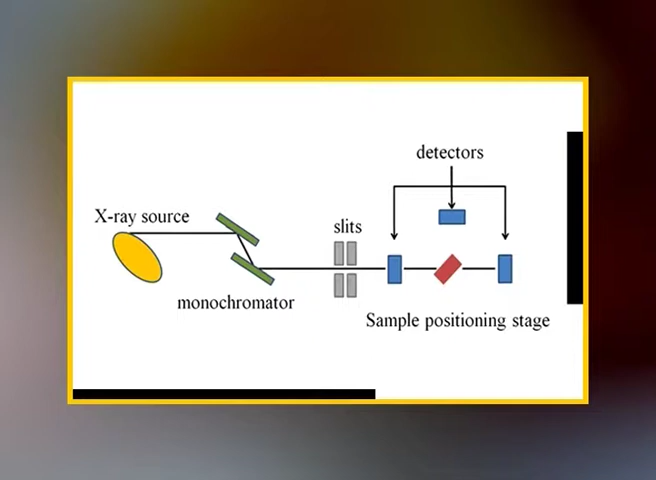 detectors
X-ray source
slits
monochromator
Sample positioning stage